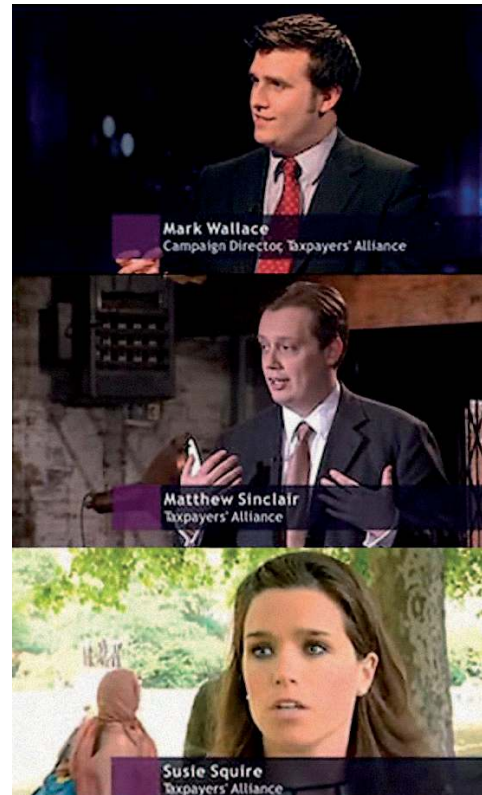 Mark Wallace
Campaign Director, Taxpayers' Alliance
Matthew Sinclair
Taxpayers' Alliance
Susie Squire
Taxpayers' Alliance